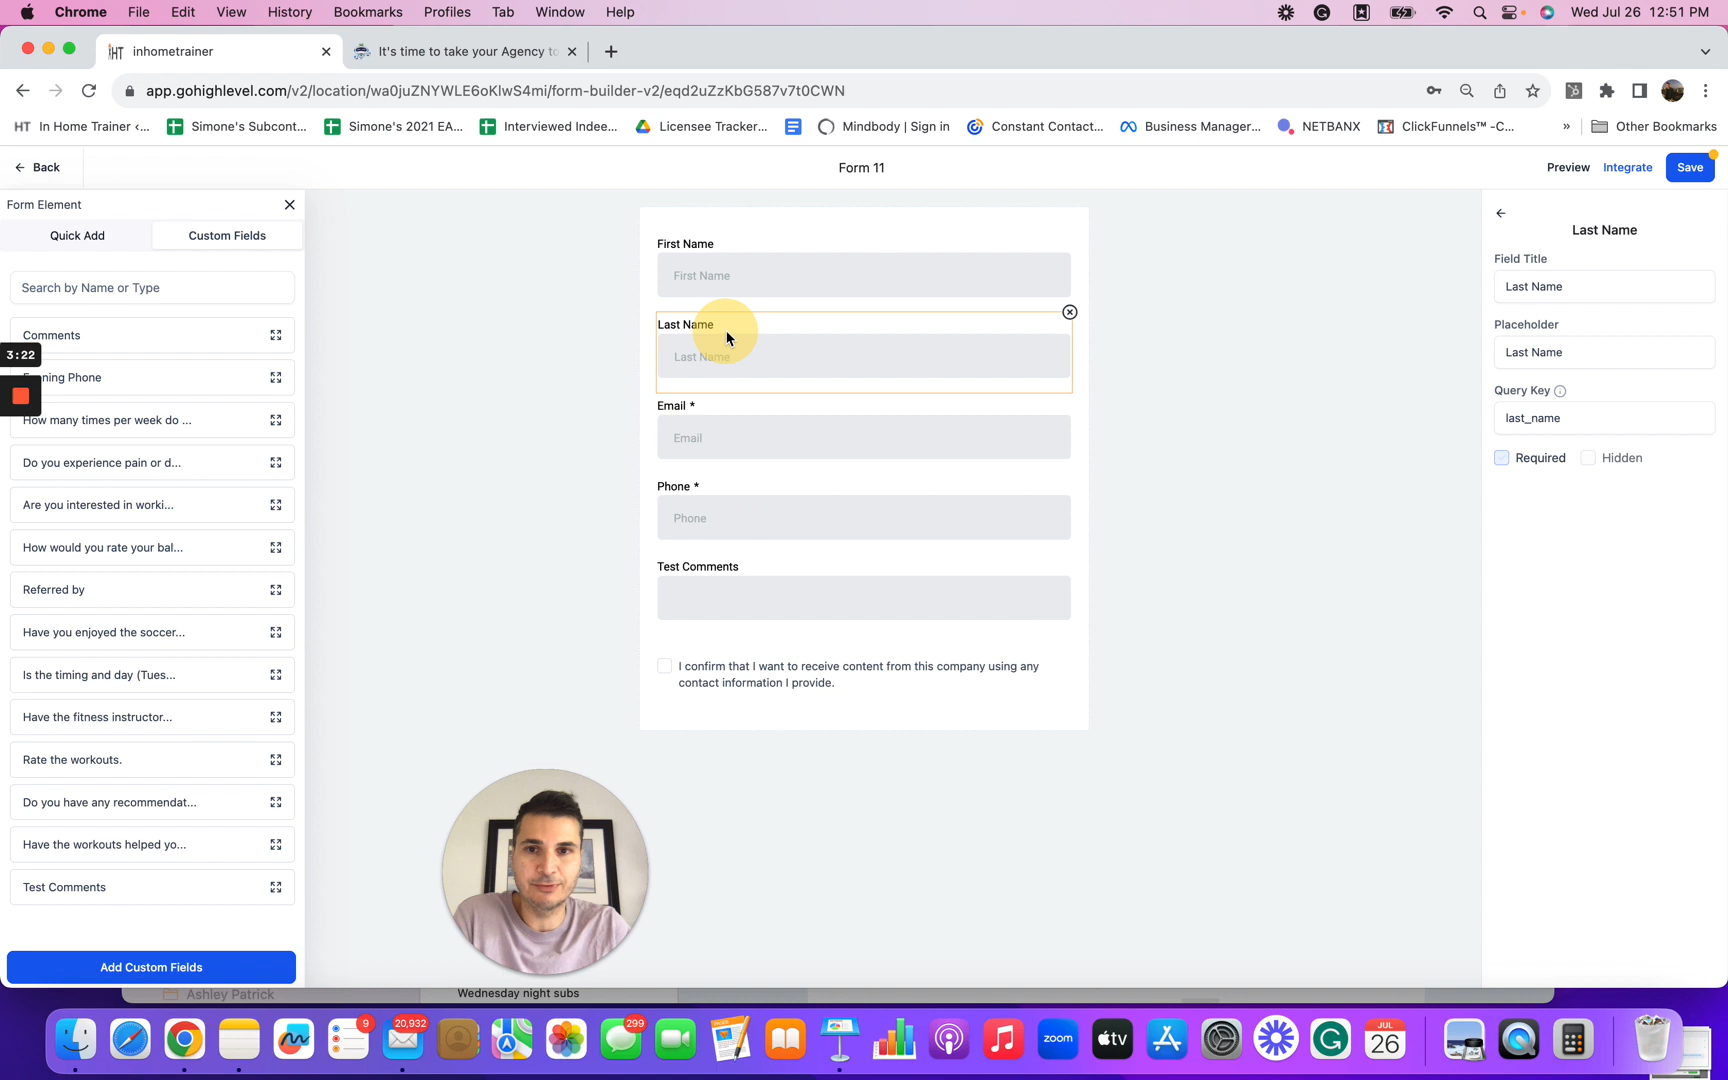 Chrome File Edit View History Bookmarks Profiles Tab Window Help Wed Jul 26 12:51 PM
inhometrainer It's time to take your Agency to
app.gohighlevel.com/v2/location/wa0juZNYWLE6oKlwS4mi/form-builder-v2/eqd2uZzKbG587v7t0CWN
HT In Home Trainer <... Simone's Subcont... Simone's 2021 EA... Interviewed Indee... Licensee Tracker... Mindbody | Sign in Constant Contact... Business Manager... NETBANX ClickFunnels™ -C... » Other Bookmarks
Back Form 11 Preview Integrate Save
Form Element
Quick Add Custom Fields
Search by Name or Type
Comments
3:22
ning Phone
How many times per week do ...
Do you experience pain or d...
Are you interested in worki...
How would you rate your bal...
Referred by
Have you enjoyed the soccer...
Is the timing and day (Tues...
Have the fitness instructor...
Rate the workouts.
Do you have any recommendat...
Have the workouts helped yo...
Test Comments
Add Custom Fields
First Name
First Name
Last Name
Last Name
Email *
Email
Phone *
Phone
Test Comments
I confirm that I want to receive content from this company using any
contact information I provide.
Last Name
Field Title
Last Name
Placeholder
Last Name
Query Key
last_name
Required Hidden
Ashley Patrick Wednesday night subs
9 20,932 299 zoom tv JUL
26